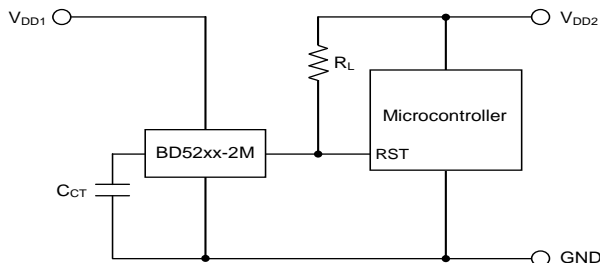 VDD1
VDD2
RL
Microcontroller
BD52xx-2M
RST
CCT
GND